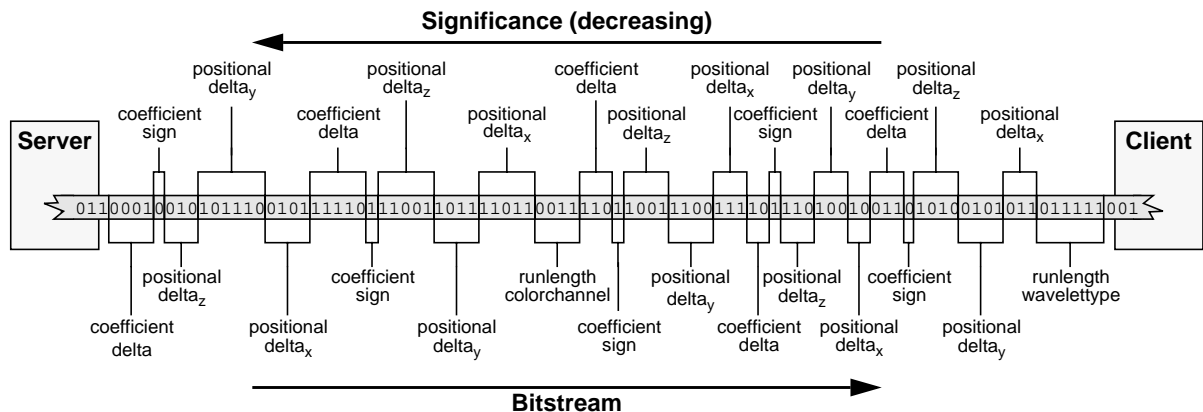 Significance (decreasing)
positional delta_y
positional delta_z
coefficient delta
positional delta_x
positional delta_y
positional delta_z
coefficient sign
coefficient delta
positional delta_x
positional delta_z
coefficient sign
coefficient delta
positional delta_x
Server
Client
01100010010101110010111110111001101111011001111011001110011110111010010011010100101011011111001
positional delta_z
coefficient sign
runlength colorchannel
positional delta_y
positional delta_z
coefficient sign
runlength wavelettype
coefficient delta
positional delta_x
positional delta_y
coefficient sign
coefficient delta
positional delta_x
positional delta_y
Bitstream